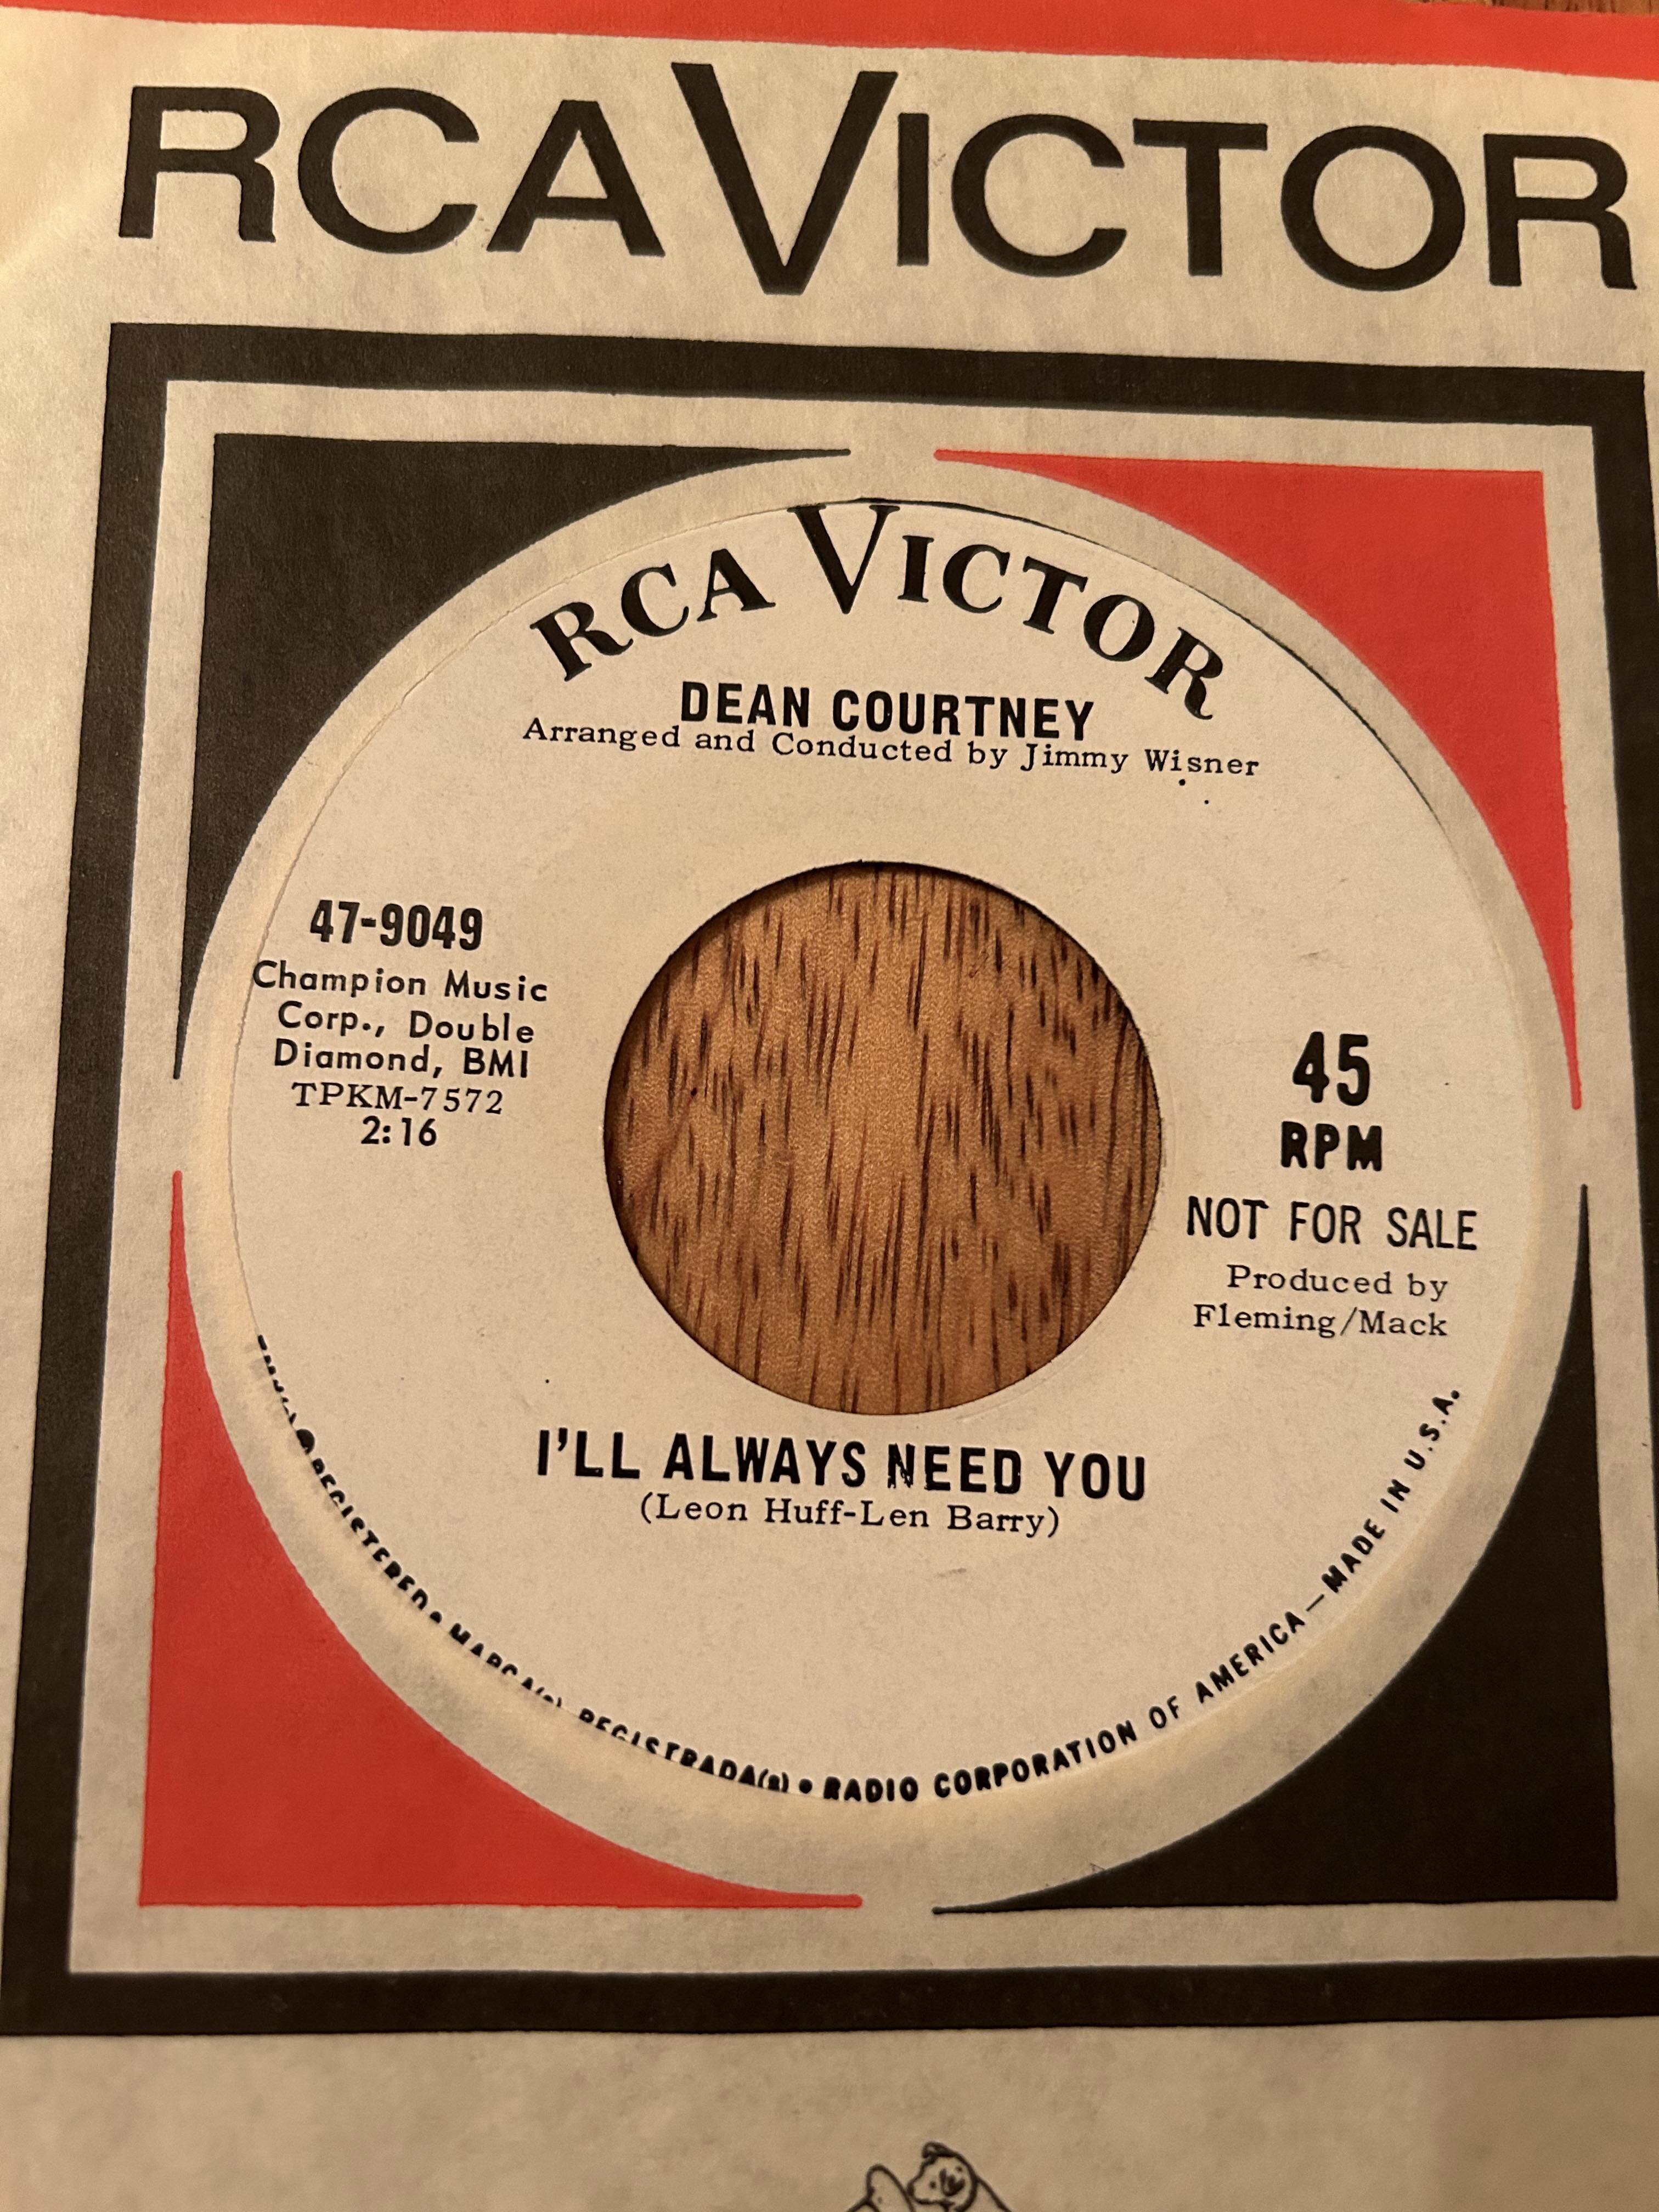 RCA VICTOR
RCA VICTOR
DEAN COURTNEY
Arranged and Conducted by Jimmy Wisner
47-9049
Champion Music
Corp., Double
Diamond, BMI
TPKM-7572
2:16
45
RPM
NOT FOR SALE
Produced by
Fleming/Mack
I'LL ALWAYS NEED YOU
(Leon Huff-Len Barry)
REGISTERED • MARCA(s) REGISTRADA(s) • RADIO CORPORATION OF AMERICA—MADE IN U.S.A.